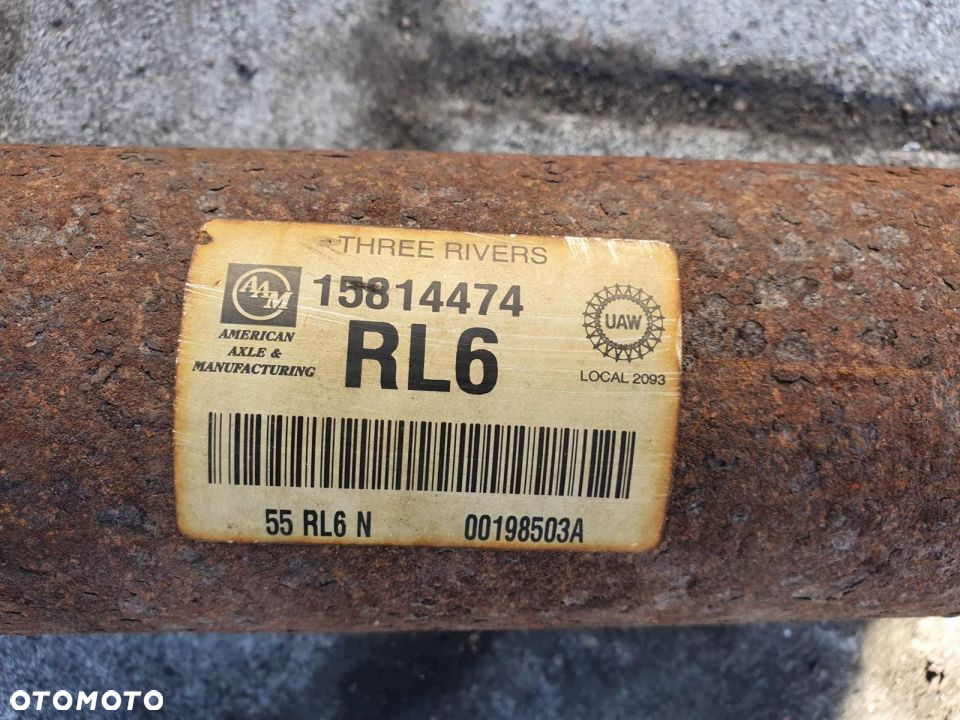 THREE RIVERS
AAM
15814474
AMERICAN
AXLE &
MANUFACTURING
RL6
UAW
LOCAL 2093
55 RL6 N
00198503A
OTOMOTO